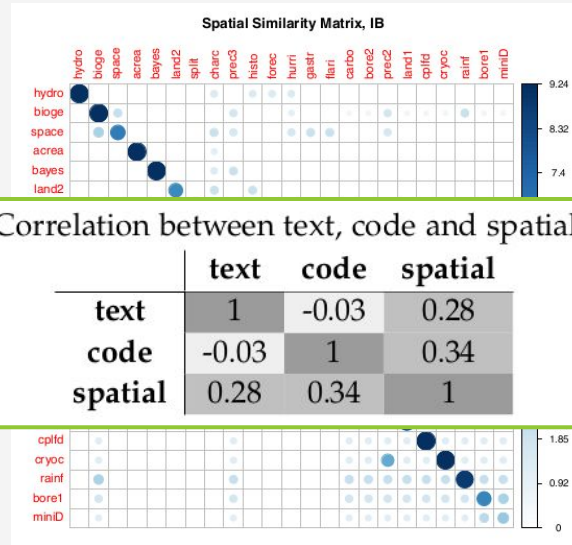 Spatial Similarity Matrix, IB
hydro bioge space acrea bayes land2 split charc prec3 histo forec hurri gastr flari carbo bore2 prec2 land1 cplfd cryoc rainf bore1 miniD
hydro
bioge
space
acrea
bayes
land2
9.24
8.32
7.4
Correlation between text, code and spatial
text code spatial
text 1 -0.03 0.28
code -0.03 1 0.34
spatial 0.28 0.34 1
cplfd
cryoc
rainf
bore1
miniD
1.85
0.92
0